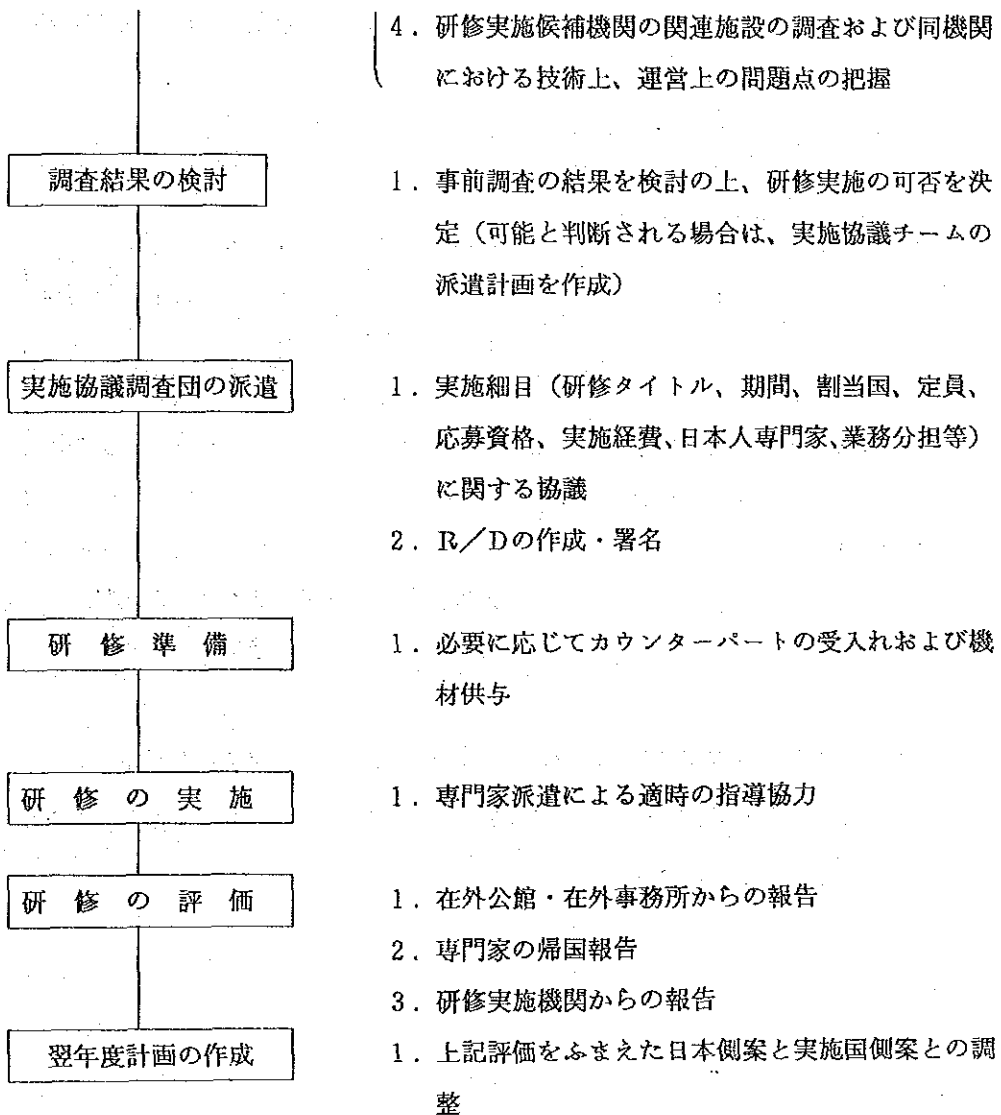 4．研修実施候補機関の関連施設の調査および同機関
における技術上、運営上の問題点の把握
調査結果の検討
1．事前調査の結果を検討の上、研修実施の可否を決
定（可能と判断される場合は、実施協議チームの
派遣計画を作成）
実施協議調査団の派遣
1．実施細目（研修タイトル、期間、割当国、定員、
応募資格、実施経費、日本人専門家、業務分担等）
に関する協議
2．R／Dの作成・署名
研修準備
1．必要に応じてカウンターパートの受入れおよび機
材供与
研修の実施
1．専門家派遣による適時の指導協力
研修の評価
1．在外公館・在外事務所からの報告
2．専門家の帰国報告
3．研修実施機関からの報告
翌年度計画の作成
1．上記評価をふまえた日本側案と実施国側案との調
整